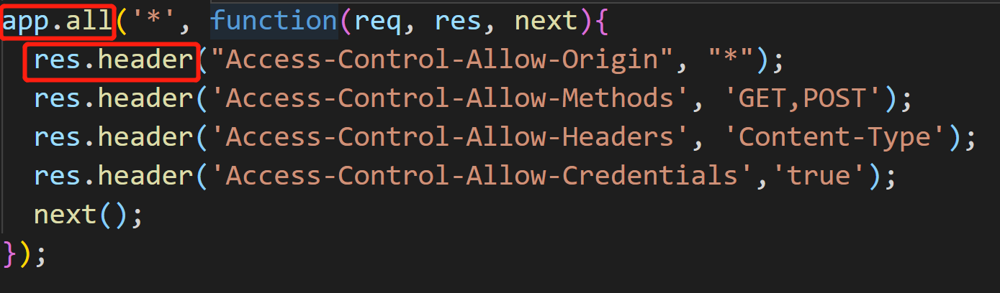 app.all('*', function(req, res, next){
  res.header("Access-Control-Allow-Origin", "*");
  res.header('Access-Control-Allow-Methods', 'GET,POST');
  res.header('Access-Control-Allow-Headers', 'Content-Type');
  res.header('Access-Control-Allow-Credentials','true');
  next();
});